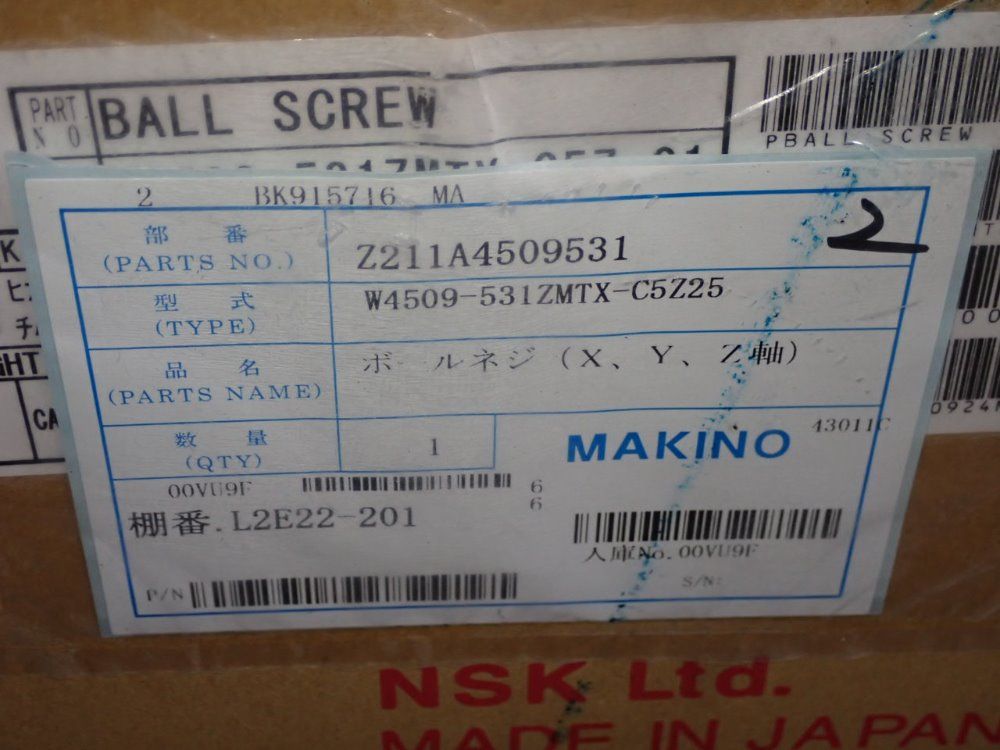 PART NO BALL SCREW
PBALL SCREW
2 BK915716 MA
部 番 (PARTS NO.) Z211A4509531
2
型 式 (TYPE) W4509-531ZMTX-C5Z25
品 名 (PARTS NAME) ボールネジ(X、Y、Z軸)
数 量 (QTY) 1
MAKINO 43011C
00VU9F 6
6
棚番.L2E22-201
入庫No.00VU9F
P/N S/N:
NSK Ltd.
MADE IN JAPAN